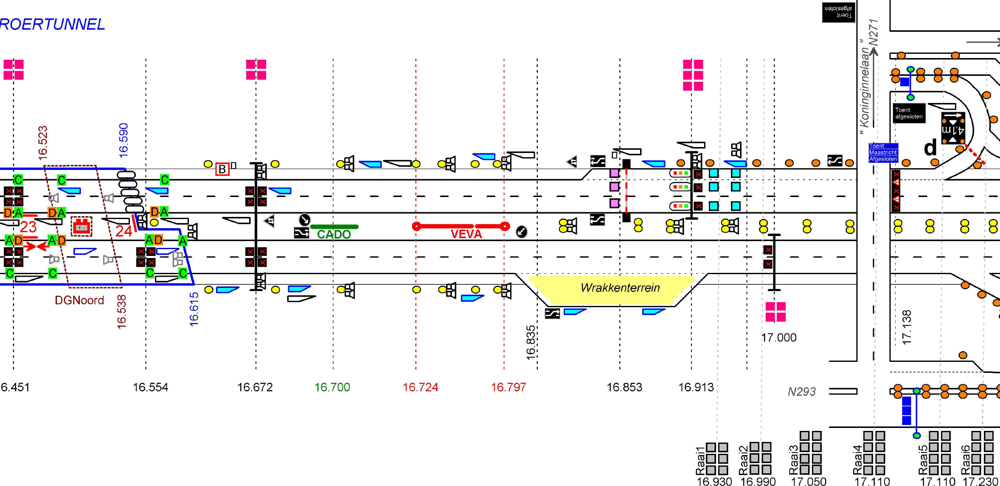 ROERTUNNEL
Toerit
afgesloten
"Koninginnelaan"
N271
16.523
16.590
Toerit
afgesloten
4.1m
d
Toerit
Maastricht
Afgesloten
B
C
C
C
D A
D A
D A
23
+ -
24
CADO
VEVA
A D
A D
A D
A
C
C
C
C
DGNoord
16.538
16.615
Wrakkenterrein
16.835
17.000
17.138
6.451
16.554
16.672
16.700
16.724
16.797
16.853
16.913
N293
Raai1
Raai2
Raai3
Raai4
Raai5
Raai6
16.930
16.990
17.050
17.110
17.110
17.230